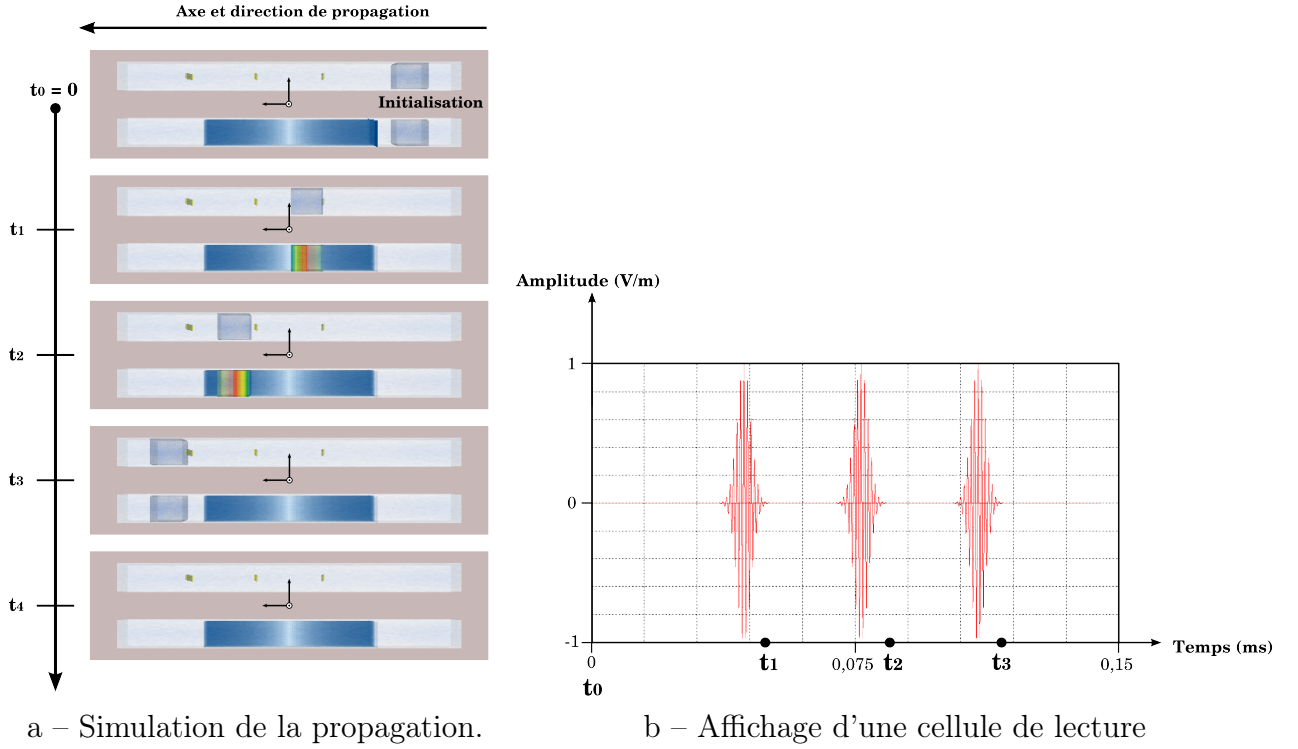 Axe et direction de propagation
t0 = 0
Initialisation
t1
t2
t3
t4
a – Simulation de la propagation.
Amplitude (V/m)
1
0
-1
0
0,075
0,15
Temps (ms)
t0
t1
t2
t3
b – Affichage d'une cellule de lecture